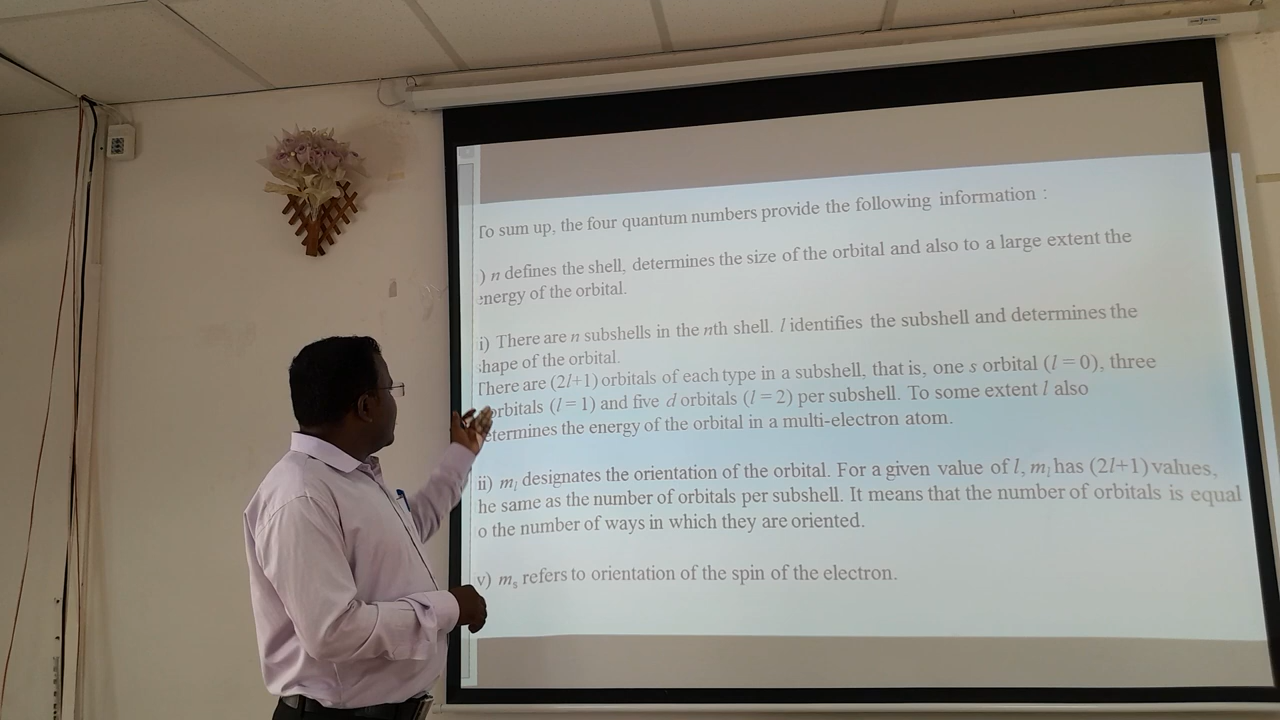 To sum up, the four quantum numbers provide the following information :
) n defines the shell, determines the size of the orbital and also to a large extent the
energy of the orbital.
i) There are n subshells in the nth shell. l identifies the subshell and determines the
shape of the orbital.
There are (2l+1) orbitals of each type in a subshell, that is, one s orbital (l = 0), three
orbitals (l = 1) and five d orbitals (l = 2) per subshell. To some extent l also
etermines the energy of the orbital in a multi-electron atom.
ii) mₗ designates the orientation of the orbital. For a given value of l, mₗ has (2l+1) values,
he same as the number of orbitals per subshell. It means that the number of orbitals is equal
o the number of ways in which they are oriented.
v) mₛ refers to orientation of the spin of the electron.